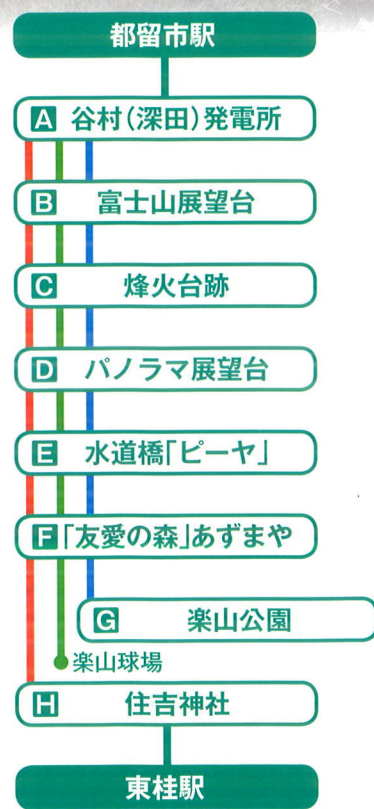 都留市駅
A 谷村(深田)発電所
B 富士山展望台
C 烽火台跡
D パノラマ展望台
E 水道橋「ピーヤ」
F 「友愛の森」あずまや
G 楽山公園
楽山球場
H 住吉神社
東桂駅